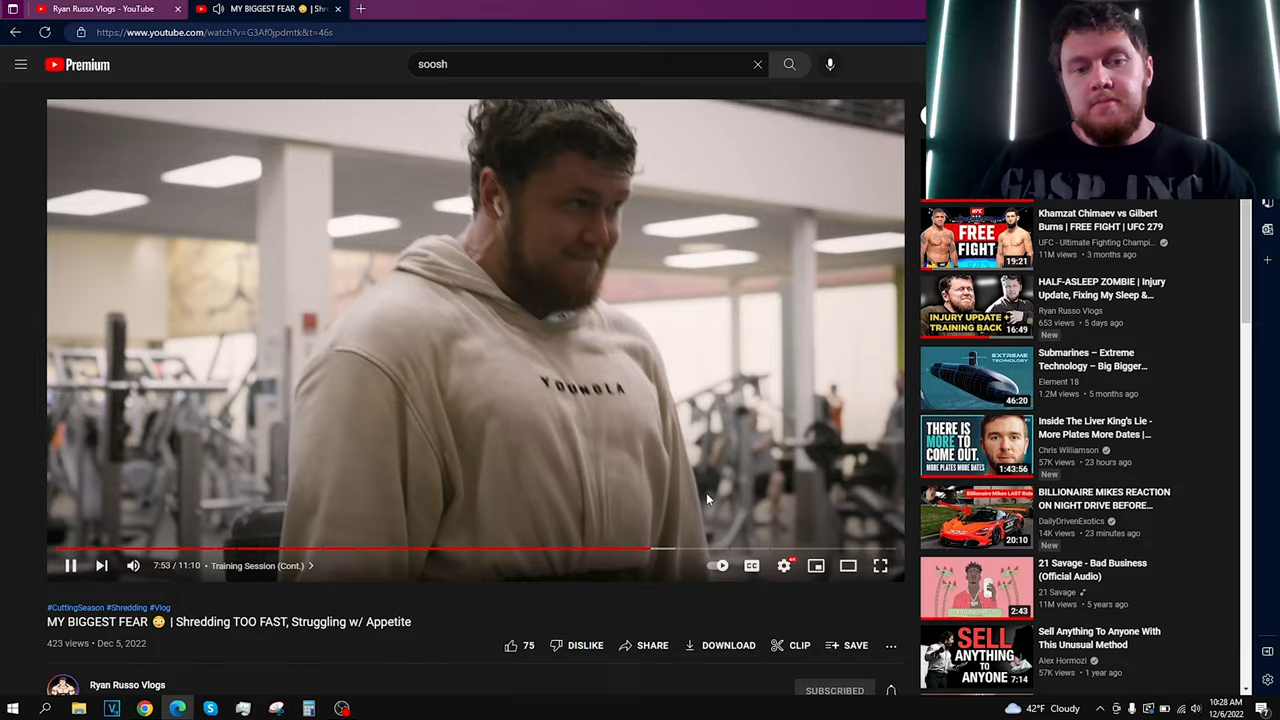 Ryan Russo Vlogs - YouTube
MY BIGGEST FEAR 😳 | Shr
https://www.youtube.com/watch?v=G3Af0jpdmtk&t=46s
Premium
soosh
GASP INC
YOUNGLA
7:53 / 11:10 • Training Session (Cont.)
CC
4K
#CuttingSeason #Shredding #Vlog
MY BIGGEST FEAR 😳 | Shredding TOO FAST, Struggling w/ Appetite
423 views • Dec 5, 2022
75
DISLIKE
SHARE
DOWNLOAD
CLIP
SAVE
Ryan Russo Vlogs
SUBSCRIBED
FREE
FIGHT
19:21
Khamzat Chimaev vs Gilbert
Burns | FREE FIGHT | UFC 279
UFC - Ultimate Fighting Champi...
11M views • 3 months ago
INJURY UPDATE +
TRAINING BACK
16:49
HALF-ASLEEP ZOMBIE | Injury
Update, Fixing My Sleep &...
Ryan Russo Vlogs
653 views • 5 days ago
New
EXTREME
TECHNOLOGY
46:20
Submarines – Extreme
Technology – Big Bigger...
Element 18
1.2M views • 5 months ago
THERE IS
MORE TO
COME OUT.
MORE PLATES MORE DATES
1:43:56
Inside The Liver King's Lie -
More Plates More Dates |...
Chris Williamson
57K views • 23 hours ago
New
Billionaire Mikes LAST Ride
20:10
BILLIONAIRE MIKES REACTION
ON NIGHT DRIVE BEFORE...
DailyDrivenExotics
14K views • 23 minutes ago
New
2:43
21 Savage - Bad Business
(Official Audio)
21 Savage
11M views • 5 years ago
SELL
ANYTHING
TO
ANYONE
7:14
Sell Anything To Anyone With
This Unusual Method
Alex Hormozi
57K views • 1 year ago
42°F Cloudy
10:28 AM
12/6/2022